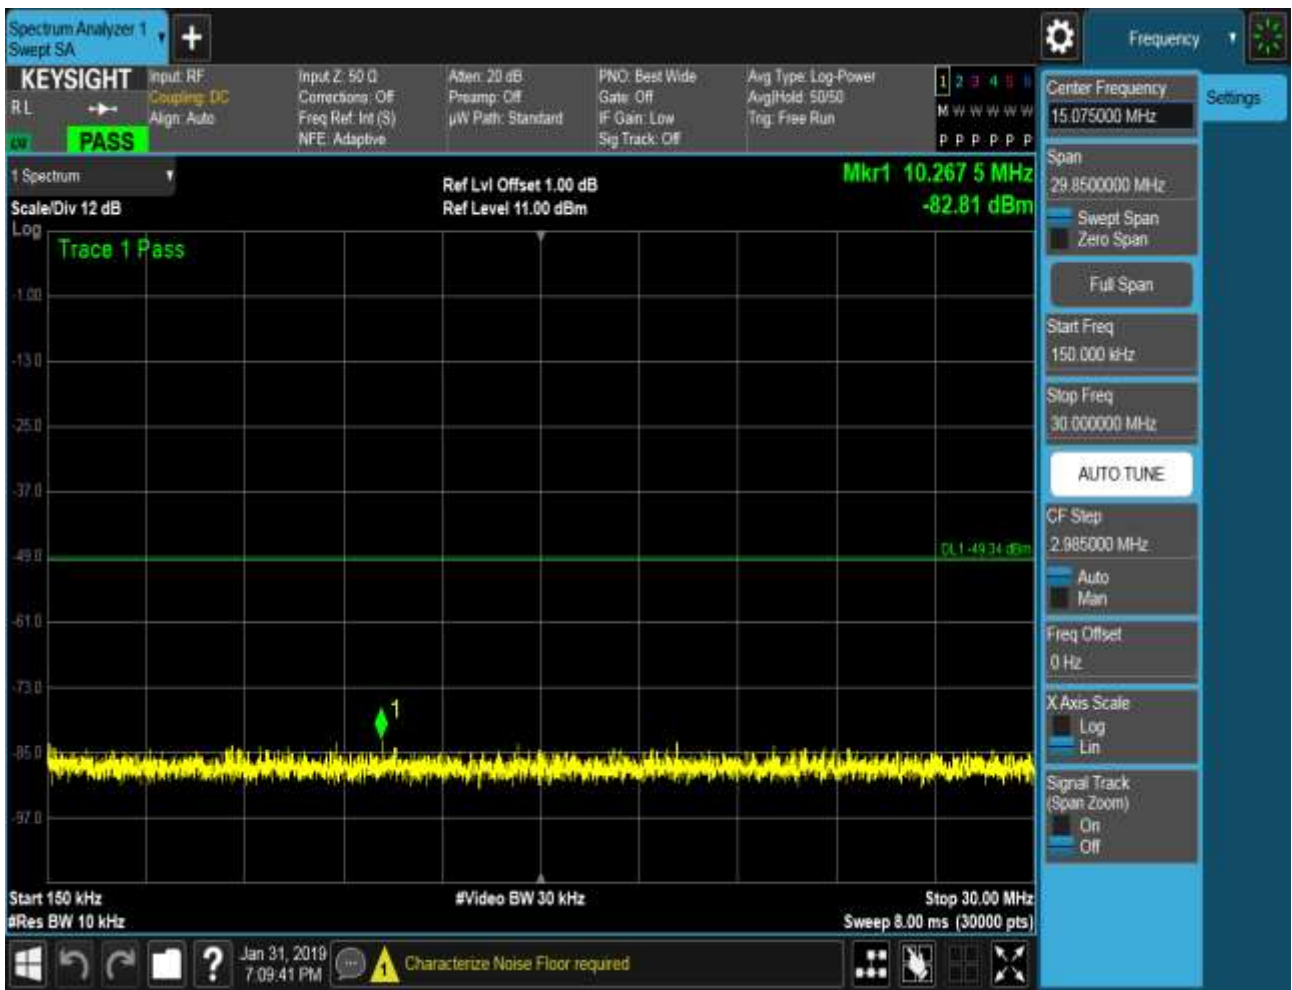 Spectrum Analyzer 1
Swept SA
+
Frequency
KEYSIGHT
R L
PASS
Input: RF
Coupling: DC
Align: Auto
Input Z: 50 Ω
Corrections: Off
Freq Ref: Int (S)
NFE: Adaptive
Atten: 20 dB
Preamp: Off
µW Path: Standard
PNO: Best Wide
Gate: Off
IF Gain: Low
Sig Track: Off
Avg Type: Log-Power
Avg|Hold: 50/50
Trig: Free Run
1 2 3 4 5 6
M W W W W W
P P P P P P
1 Spectrum
Scale/Div 12 dB
Log
Ref Lvl Offset 1.00 dB
Ref Level 11.00 dBm
Mkr1 10.267 5 MHz
-82.81 dBm
Trace 1 Pass
-1.00
-13.0
-25.0
-37.0
-49.0
DL1 -49.34 dBm
-61.0
-73.0
1
-85.0
-97.0
Start 150 kHz
#Res BW 10 kHz
#Video BW 30 kHz
Stop 30.00 MHz
Sweep 8.00 ms (30000 pts)
?
Jan 31, 2019
7:09:41 PM
1
Characterize Noise Floor required
Center Frequency
15.075000 MHz
Settings
Span
29.8500000 MHz
Swept Span
Zero Span
Full Span
Start Freq
150.000 kHz
Stop Freq
30.000000 MHz
AUTO TUNE
CF Step
2.985000 MHz
Auto
Man
Freq Offset
0 Hz
X Axis Scale
Log
Lin
Signal Track
(Span Zoom)
On
Off